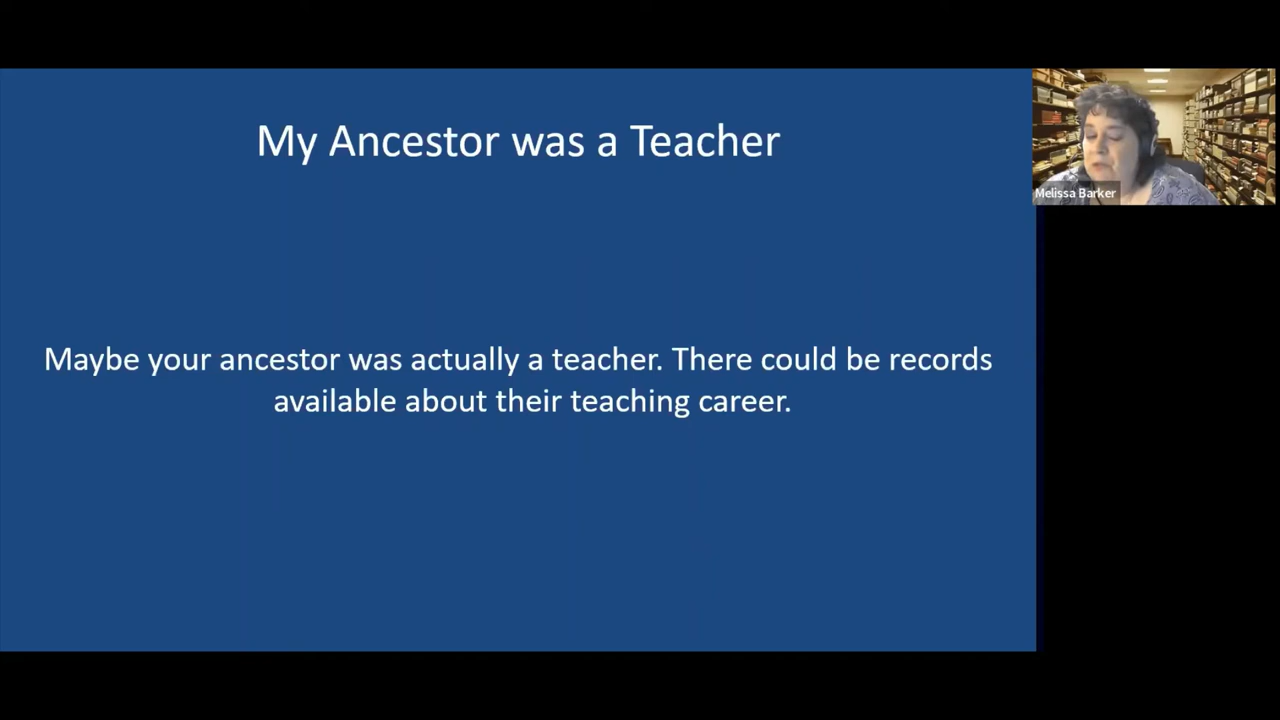 My Ancestor was a Teacher
Melissa Barker
Maybe your ancestor was actually a teacher. There could be records
available about their teaching career.